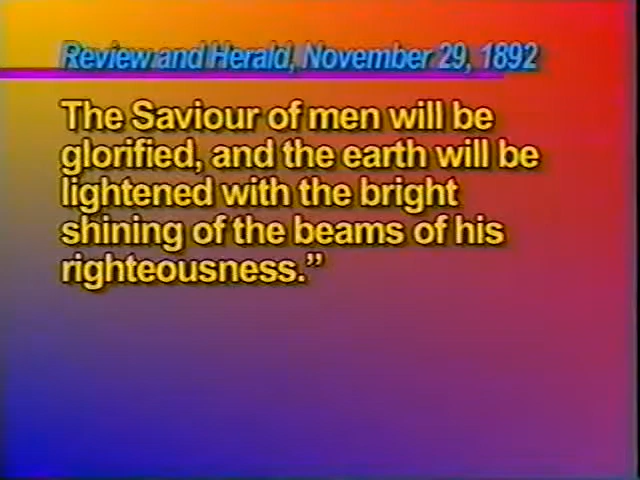 Review and Herald, November 29, 1892
The Saviour of men will be
glorified, and the earth will be
lightened with the bright
shining of the beams of his
righteousness.”